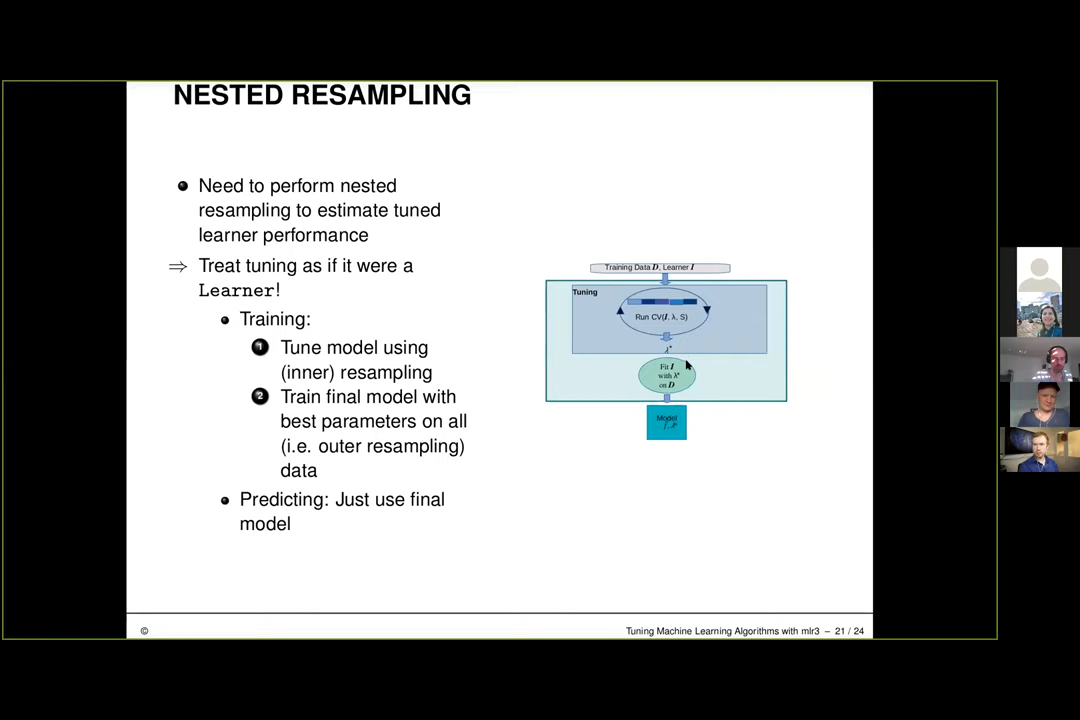 NESTED RESAMPLING
Need to perform nested
resampling to estimate tuned
learner performance
⇒ Treat tuning as if it were a
Learner!
Training:
1 Tune model using
(inner) resampling
2 Train final model with
best parameters on all
(i.e. outer resampling)
data
Predicting: Just use final
model
Training Data D, Learner I
Tuning
Run CV(I, λ, S)
λ*
Fit I
with λ*
on D
Model
© Tuning Machine Learning Algorithms with mlr3 – 21 / 24